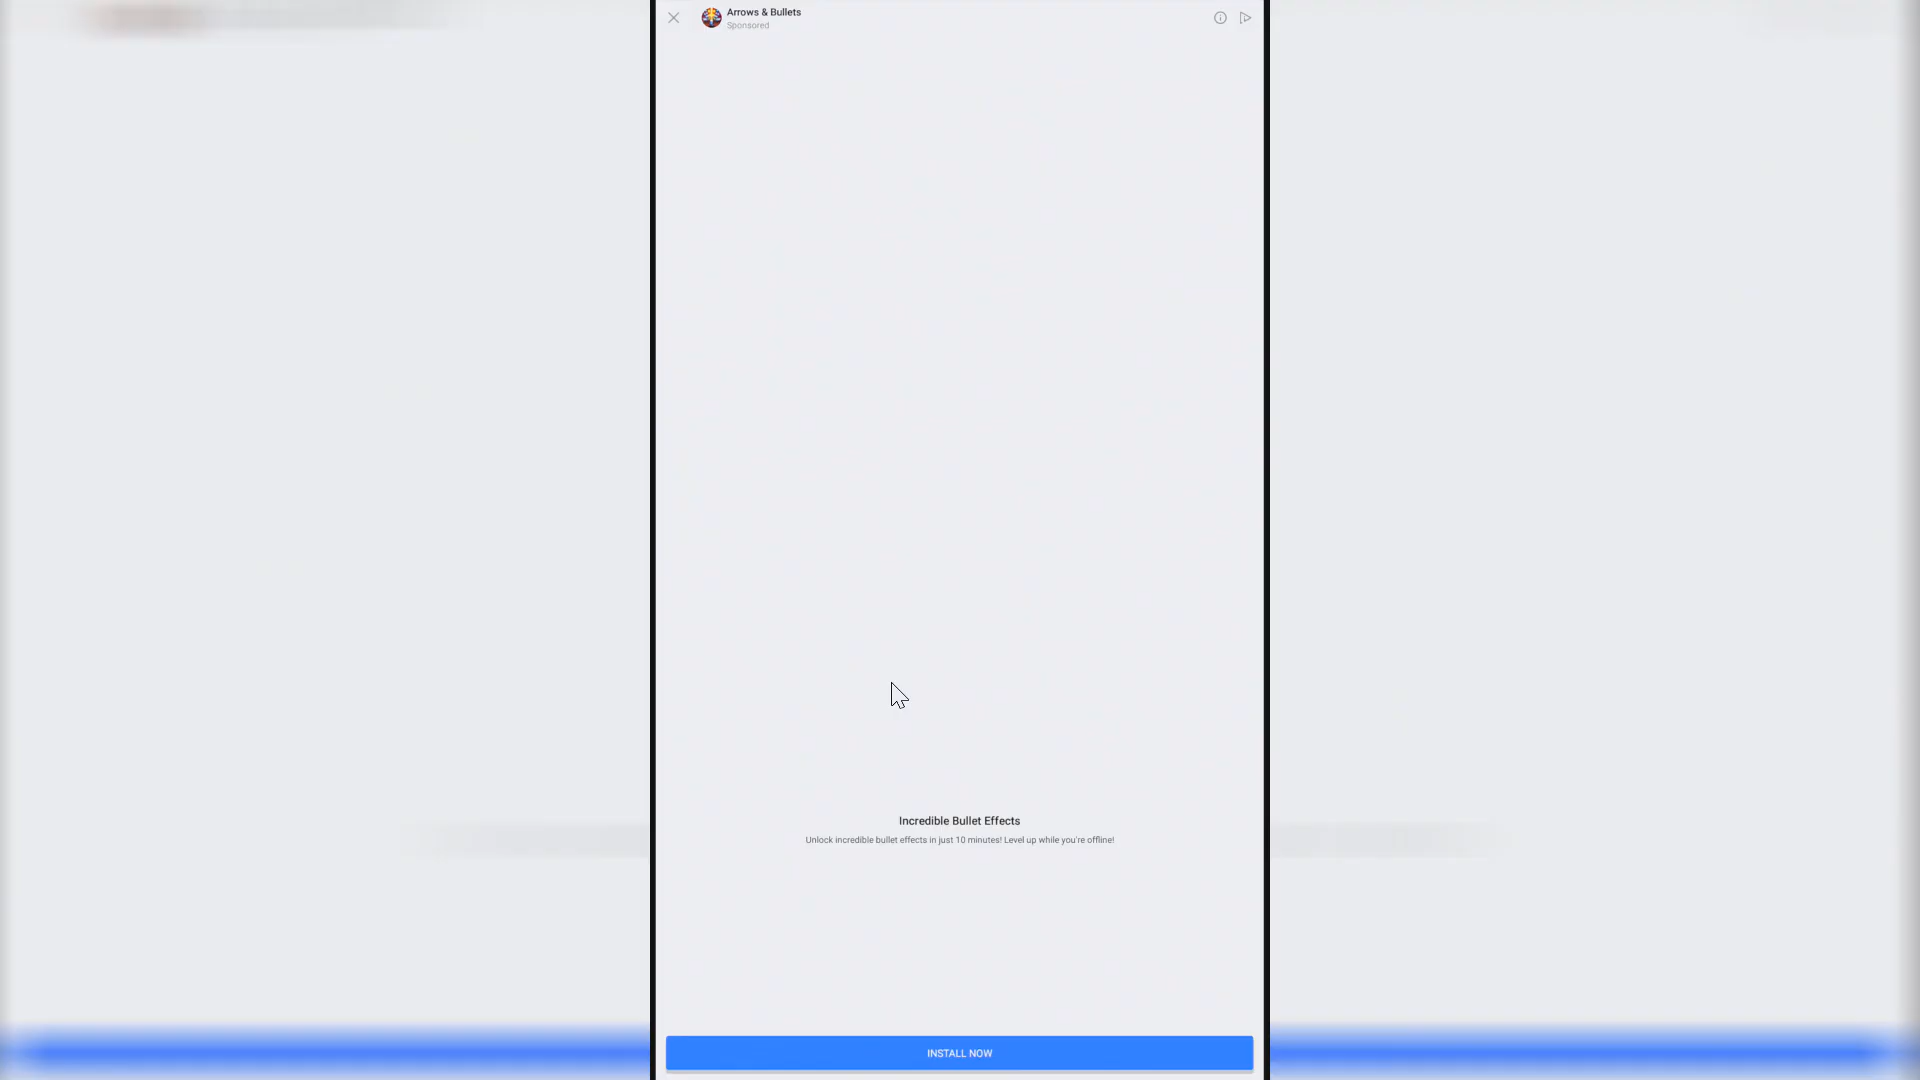 Arrows & Bullets
Sponsored
Incredible Bullet Effects
Unlock incredible bullet effects in just 10 minutes! Level up while you're offline!
INSTALL NOW